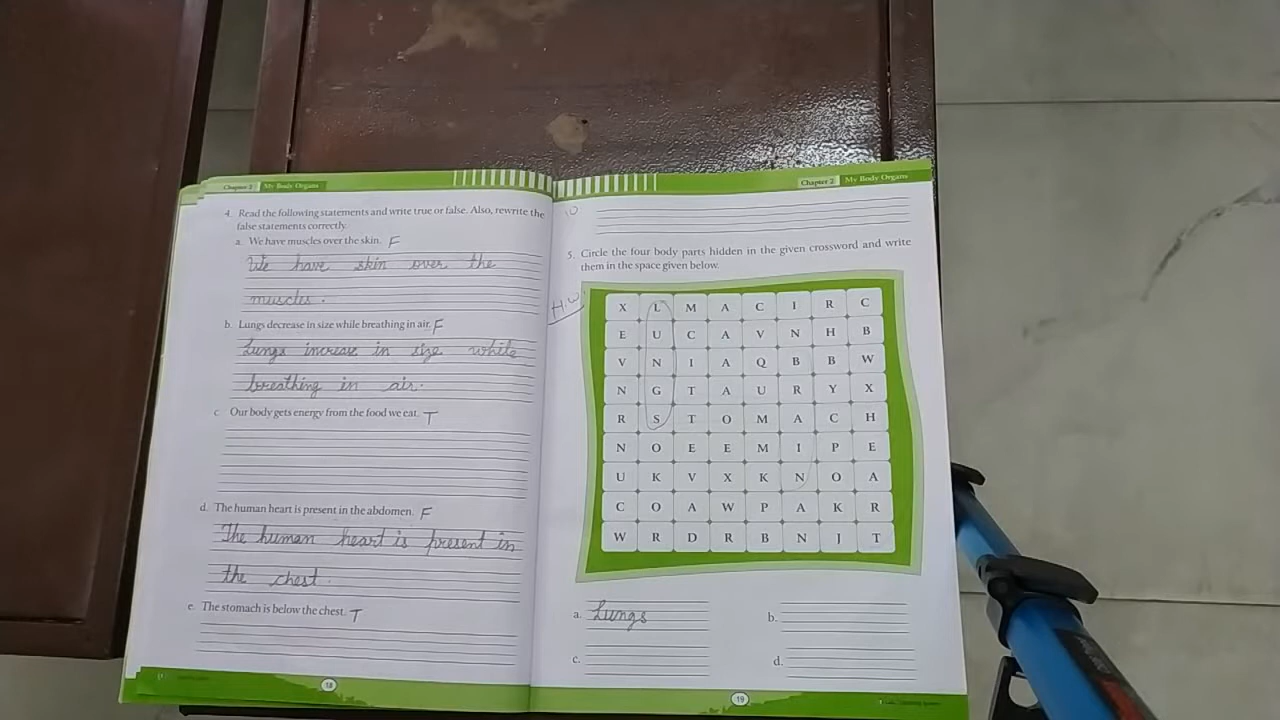 Chapter 2 My Body Organs
4. Read the following statements and write true or false. Also, rewrite the
false statements correctly.
a. We have muscles over the skin. F
We have skin over the
muscles.
b. Lungs decrease in size while breathing in air. F
Lungs increase in size while
breathing in air.
c. Our body gets energy from the food we eat. T
d. The human heart is present in the abdomen. F
The human heart is present in
the chest.
e. The stomach is below the chest. T
18
Chapter 2 My Body Organs
5. Circle the four body parts hidden in the given crossword and write
them in the space given below.
H.W
X L M A C I R C
E U C A V N H B
V N I A Q B B W
N G T A U R Y X
R S T O M A C H
N O E E M I P E
U K V X K N O A
C O A W P A K R
W R D R B N J T
a. Lungs b.
c. d.
19